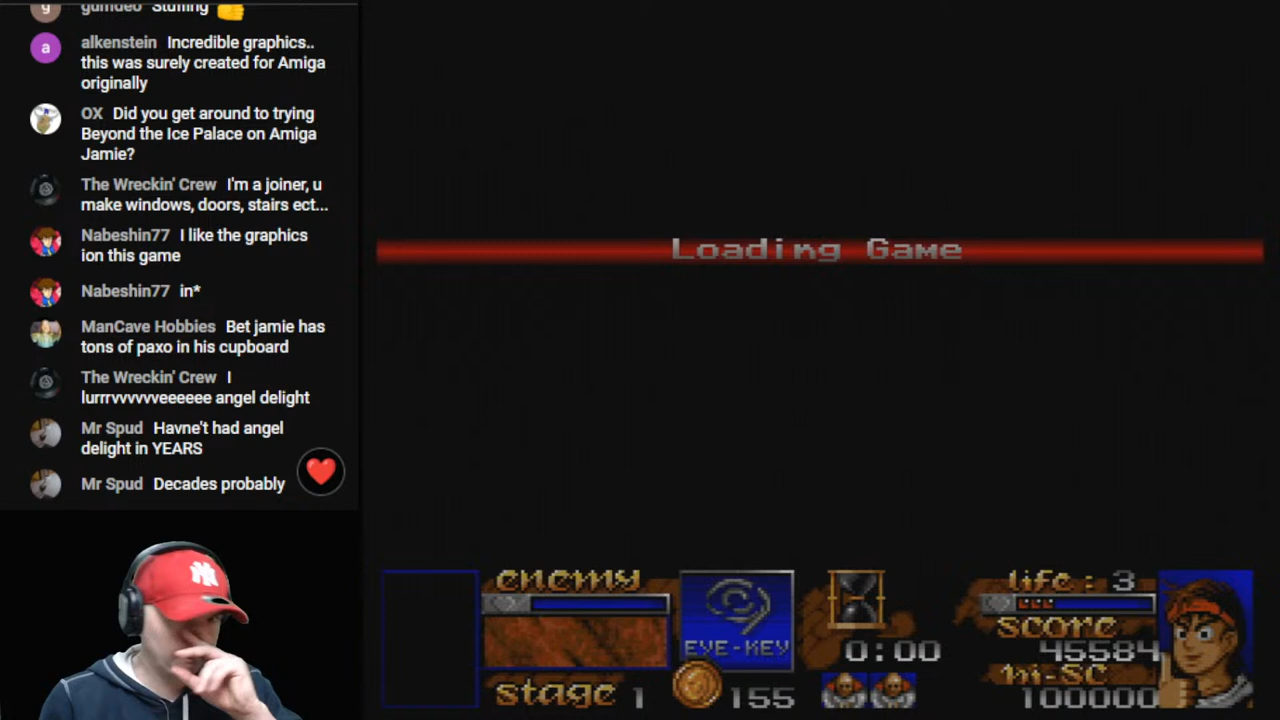 gumdeo Stuffing
alkenstein Incredible graphics..
this was surely created for Amiga
originally
OX Did you get around to trying
Beyond the Ice Palace on Amiga
Jamie?
The Wreckin' Crew I'm a joiner, u
make windows, doors, stairs ect...
Nabeshin77 I like the graphics
ion this game
Nabeshin77 in*
ManCave Hobbies Bet jamie has
tons of paxo in his cupboard
The Wreckin' Crew I
lurrrvvvvvveeeeee angel delight
Mr Spud Havne't had angel
delight in YEARS
Mr Spud Decades probably
g
a
NY
Loading Game
enemy
stage 1
EYE-KEY
155
0:00
life: 3
score
45584
hi-SC
100000